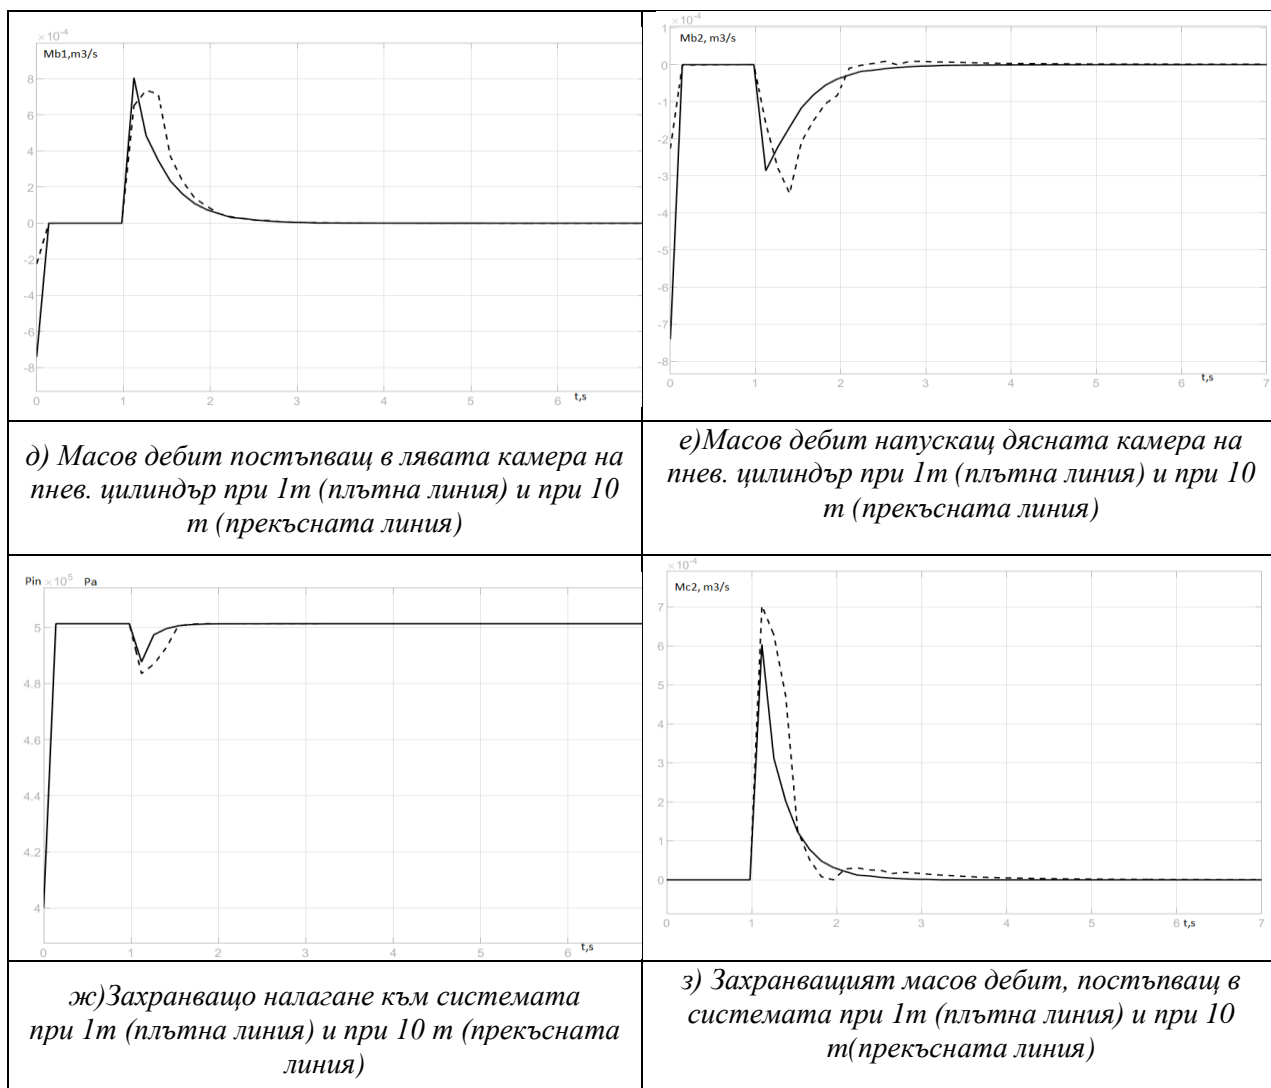 ×10⁻⁴
Mb1,m3/s
8
6
4
2
0
-2
-4
-6
-8
0 1 2 3 4 5 6
t,s
×10⁻⁴
Mb2, m3/s
1
0
-1
-2
-3
-4
-5
-6
-7
-8
0 1 2 3 4 5 6 7
t,s
д) Масов дебит постъпващ в лявата камера на
пнев. цилиндър при 1m (плътна линия) и при 10
m (прекъсната линия)
е)Масов дебит напускащ дясната камера на
пнев. цилиндър при 1m (плътна линия) и при 10
m (прекъсната линия)
Pin ×10⁵ Pa
5
4.8
4.6
4.4
4.2
4
0 1 2 3 4 5 6
t,s
×10⁻⁴
Mc2, m3/s
7
6
5
4
3
2
1
0
0 1 2 3 4 5 6 7
t,s
ж)Захранващо налагане към системата
при 1m (плътна линия) и при 10 m (прекъсната
линия)
з) Захранващият масов дебит, постъпващ в
системата при 1m (плътна линия) и при 10
m(прекъсната линия)